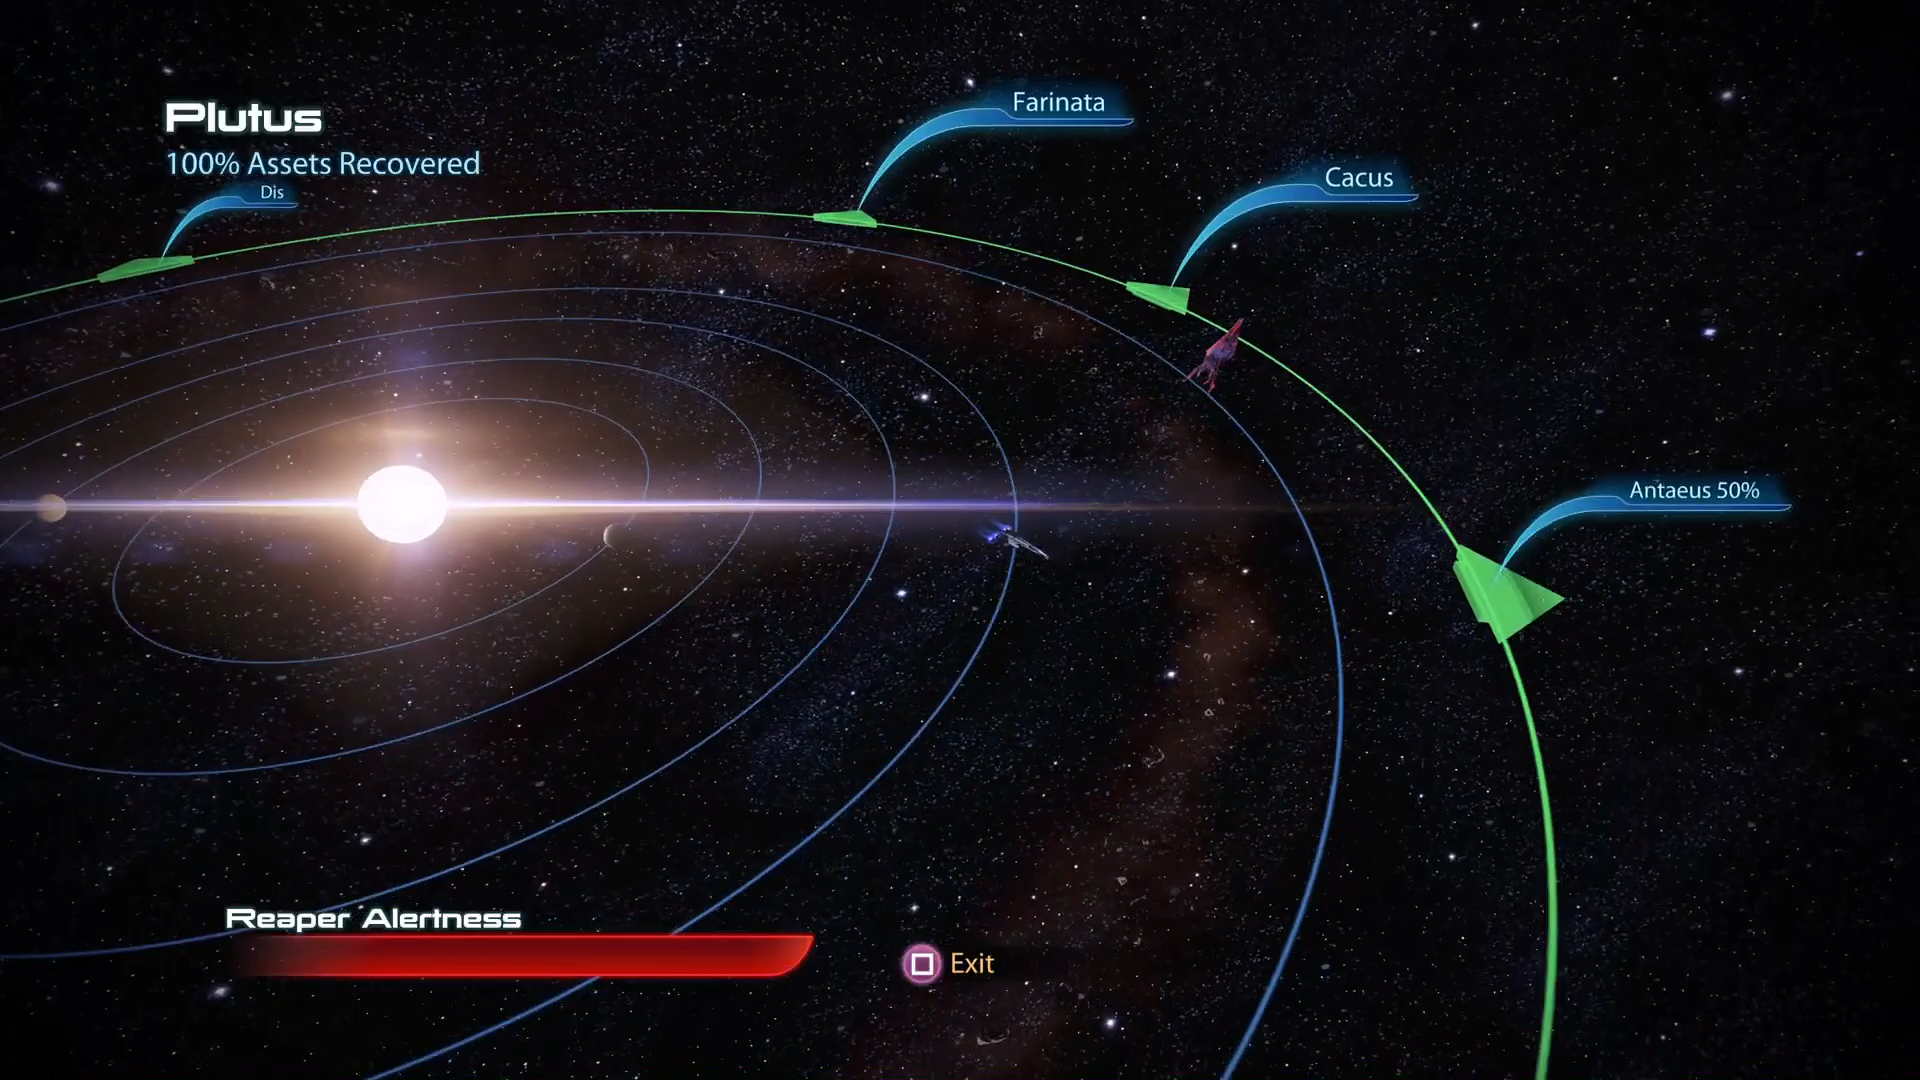 Plutus
100% Assets Recovered
Dis
Farinata
Cacus
Antaeus 50%
Reaper Alertness
Exit